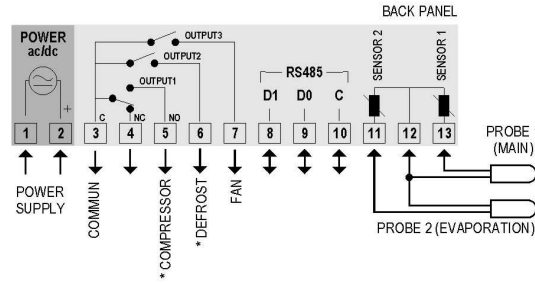 BACK PANEL
POWER
ac/dc
+
OUTPUT3
OUTPUT2
OUTPUT1
C
NC
NO
RS485
D1 D0 C
SENSOR 2
SENSOR 1
1 2 3 4 5 6 7 8 9 10 11 12 13
POWER
SUPPLY
COMMUN
* COMPRESSOR
* DEFROST
FAN
PROBE
(MAIN)
PROBE 2 (EVAPORATION)